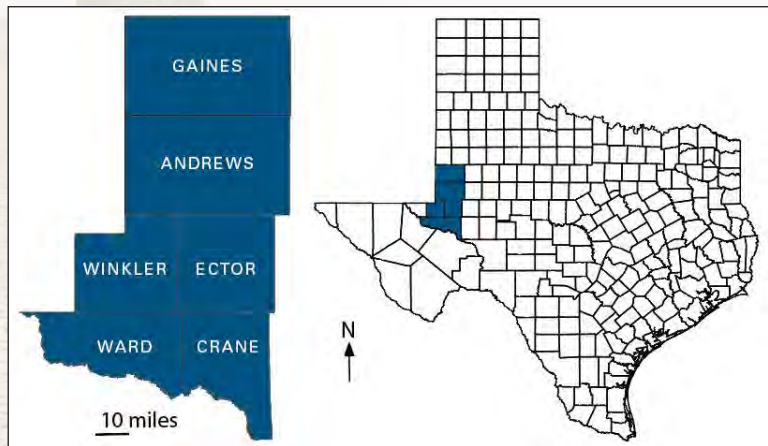 GAINES
ANDREWS
WINKLER ECTOR
WARD CRANE
10 miles
N